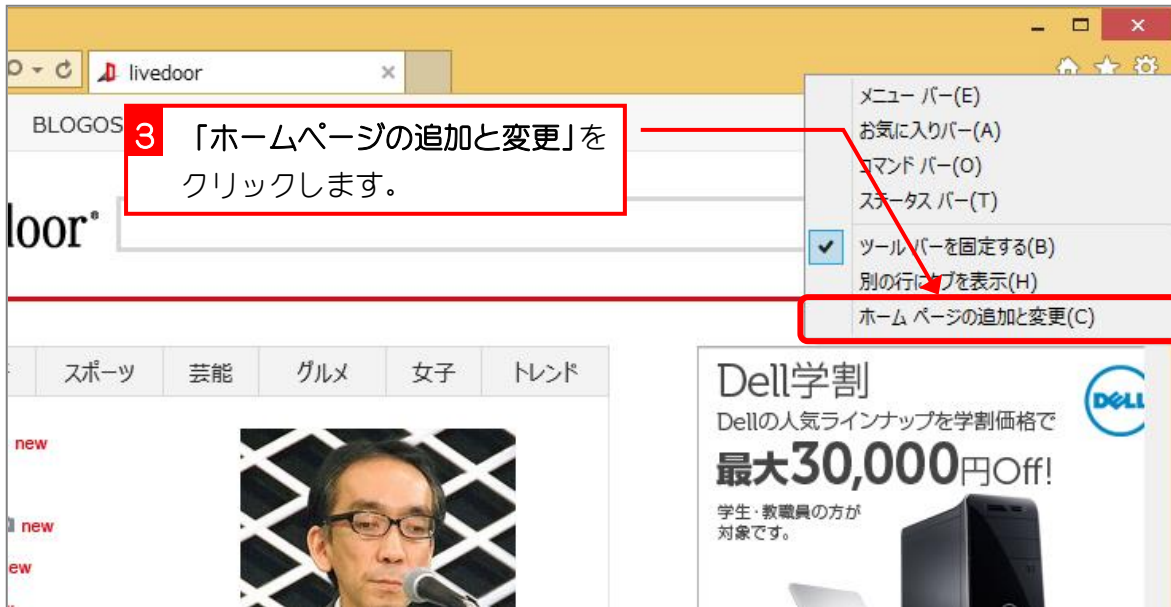 livedoor
メニュー バー(E)
お気に入りバー(A)
コマンド バー(O)
ステータス バー(T)
ツール バーを固定する(B)
別の行にタブを表示(H)
ホーム ページの追加と変更(C)
BLOGOS
3 「ホームページの追加と変更」を
クリックします。
door®
スポーツ 芸能 グルメ 女子 トレンド
new
new
ew
Dell学割
Dellの人気ラインナップを学割価格で
最大30,000円Off!
学生・教職員の方が
対象です。
DELL